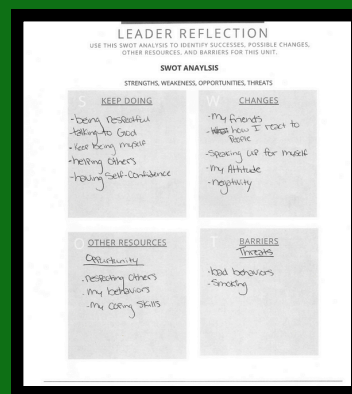 LEADER REFLECTION
USE THIS SWOT ANALYSIS TO IDENTIFY SUCCESSES, POSSIBLE CHANGES,
OTHER RESOURCES, AND BARRIERS FOR THIS UNIT.
SWOT ANAYLSIS
STRENGTHS, WEAKENESS, OPPORTUNITIES, THREATS
S KEEP DOING
-being respectful
-talking to God
-Keep being myself
-helping others
-having Self-Confidence
W CHANGES
-my friends
- how I react to
People
-speaking up for myself
-my Attitude
-negativity
O OTHER RESOURCES
Oppurtunity
-respecting others
-my behaviors
-my coping skills
T BARRIERS
Threats
-bad behaviors
-Smoking